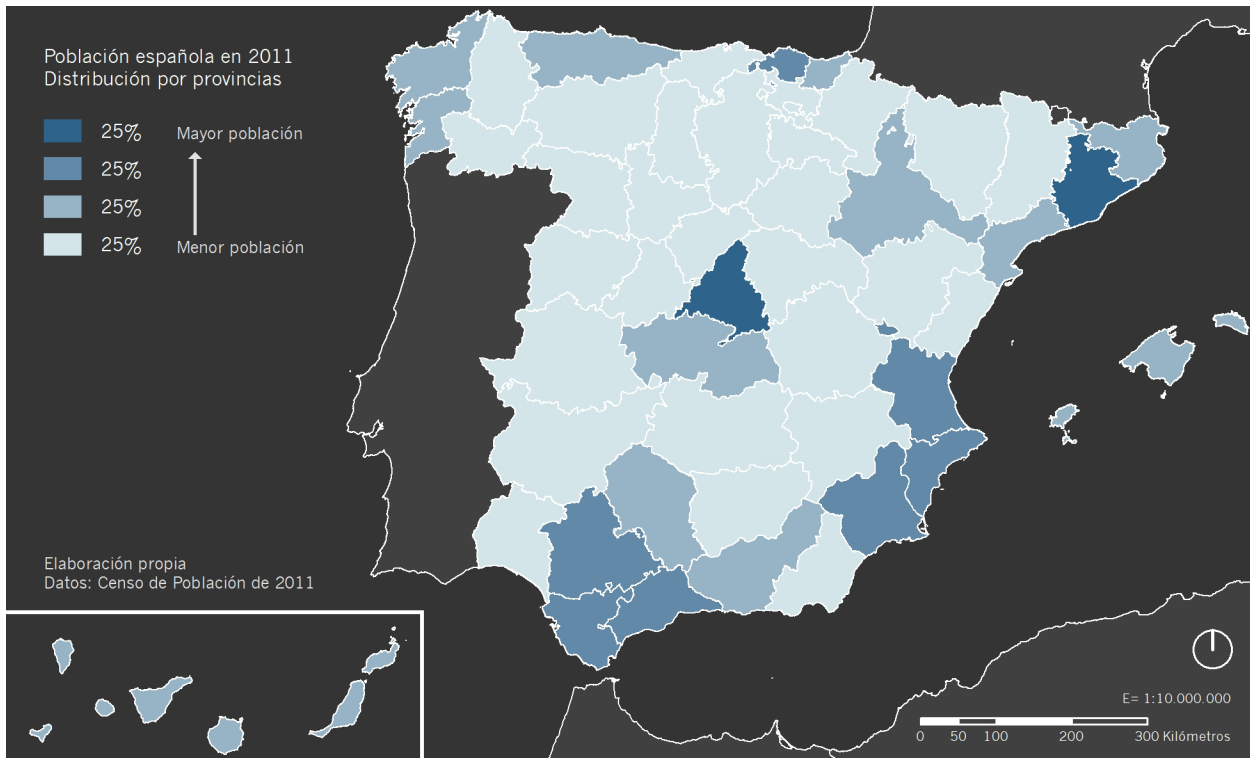 Población española en 2011
Distribución por provincias
25% Mayor población
25%
25%
25% Menor población
Elaboración propia
Datos: Censo de Población de 2011
E= 1:10.000.000
0 50 100 200 300 Kilómetros